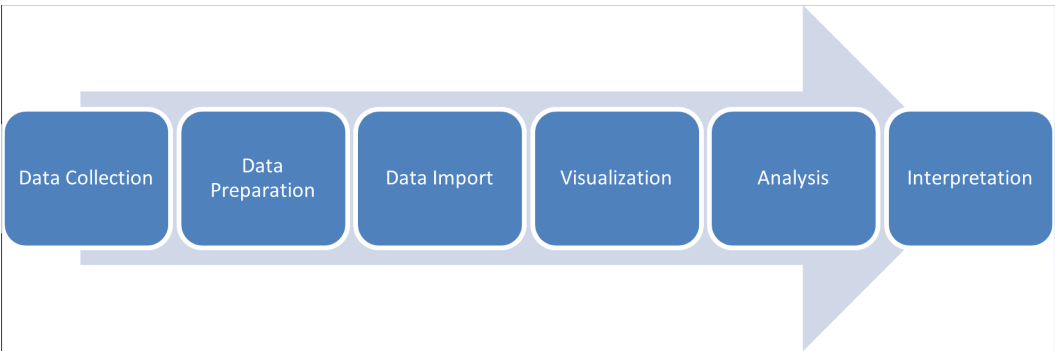 Data Collection
Data
Preparation
Data Import
Visualization
Analysis
Interpretation